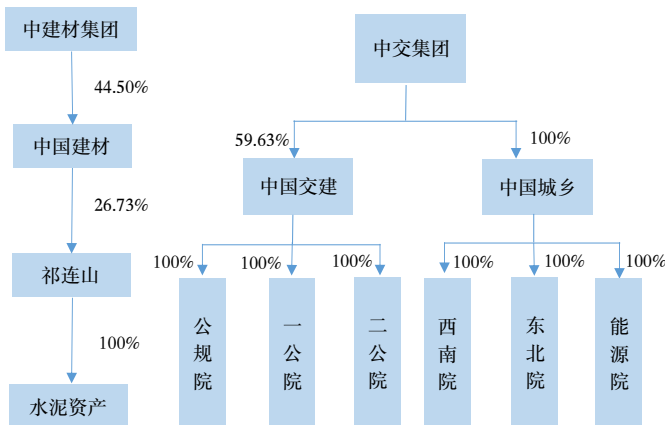 中建材集团
44.50%
中国建材
26.73%
祁连山
100%
水泥资产
中交集团
59.63%
100%
中国交建
中国城乡
100%
100%
100%
100%
100%
100%
公规院
一公院
二公院
西南院
东北院
能源院